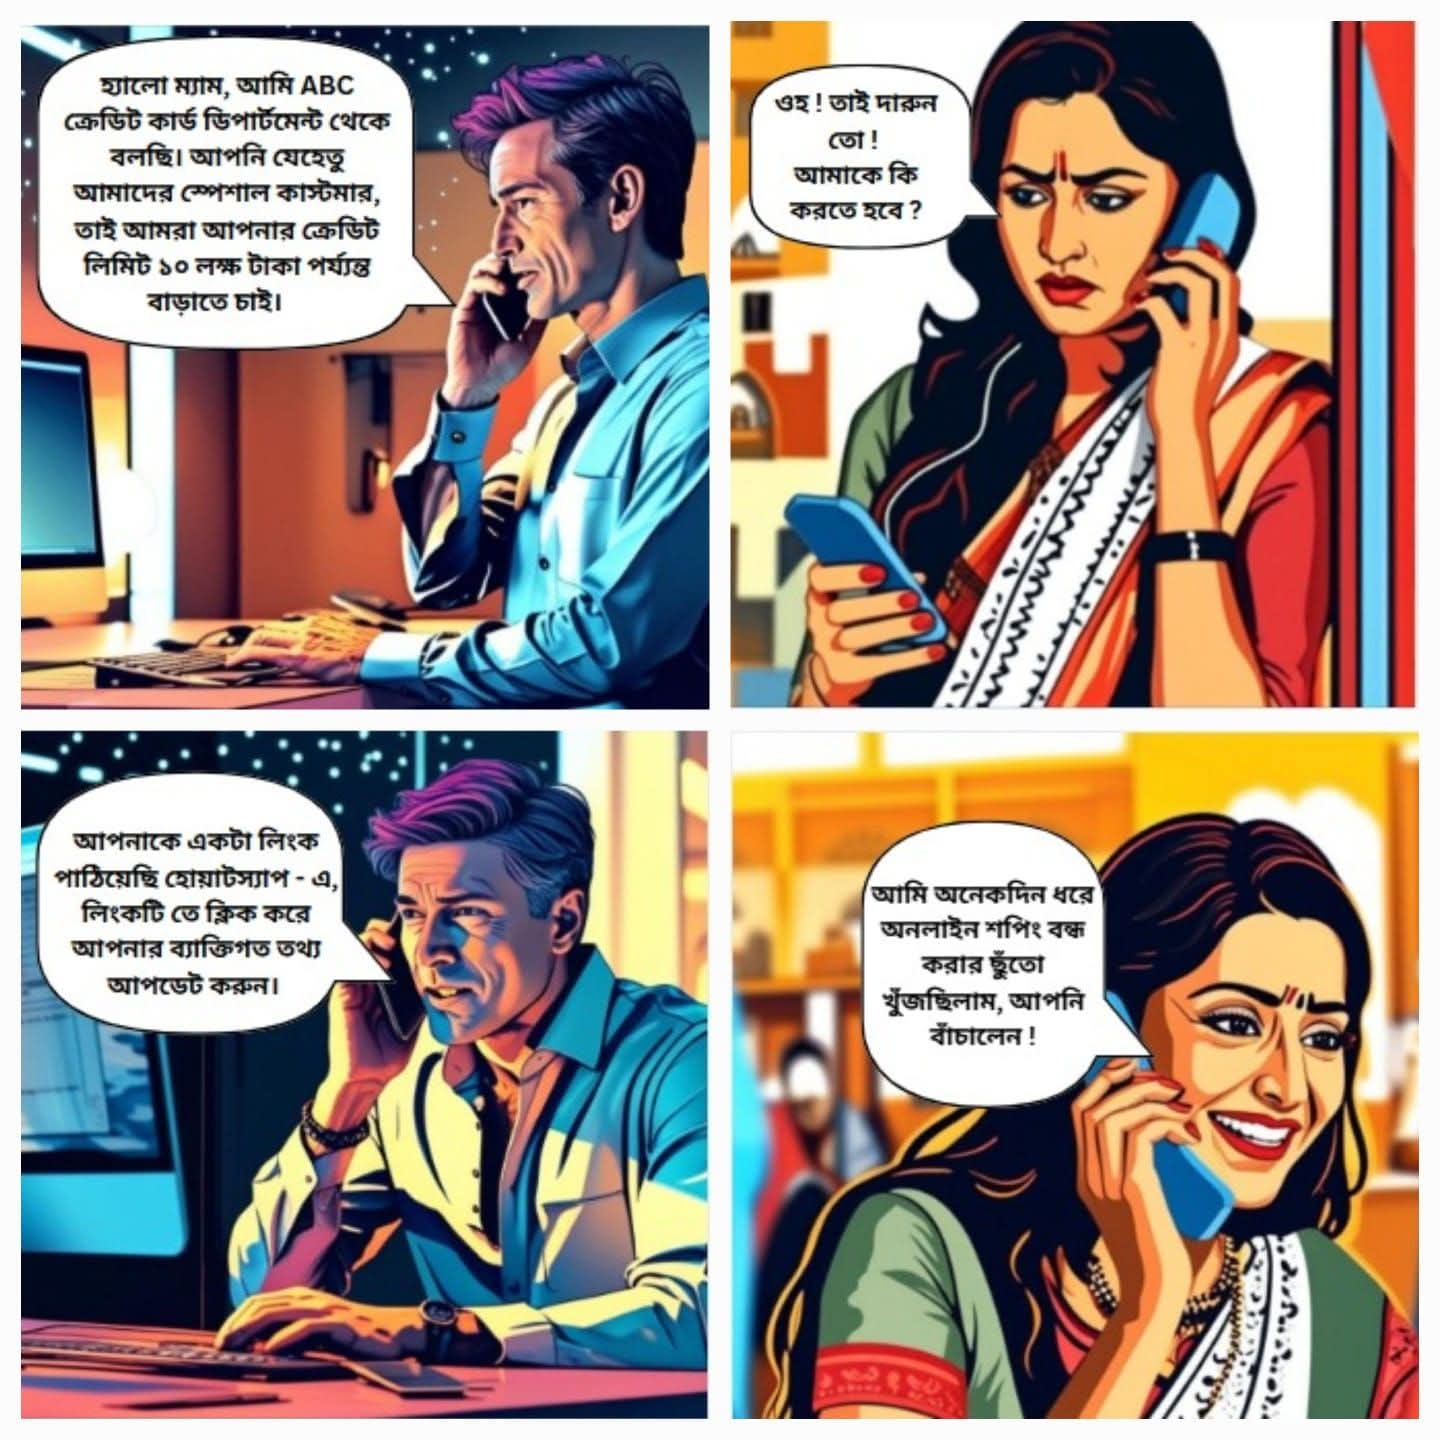 হ্যালো ম্যাম, আমি ABC
ক্রেডিট কার্ড ডিপার্টমেন্ট থেকে
বলছি। আপনি যেহেতু
আমাদের স্পেশাল কাস্টমার,
তাই আমরা আপনার ক্রেডিট
লিমিট ১০ লক্ষ টাকা পর্য্যন্ত
বাড়াতে চাই।
ওহ ! তাই দারুন
তো !
আমাকে কি
করতে হবে ?
আপনাকে একটা লিংক
পাঠিয়েছি হোয়াটস্যাপ - এ,
লিংকটি তে ক্লিক করে
আপনার ব্যাক্তিগত তথ্য
আপডেট করুন।
আমি অনেকদিন ধরে
অনলাইন শপিং বন্ধ
করার ছুঁতো
খুঁজছিলাম, আপনি
বাঁচালেন !